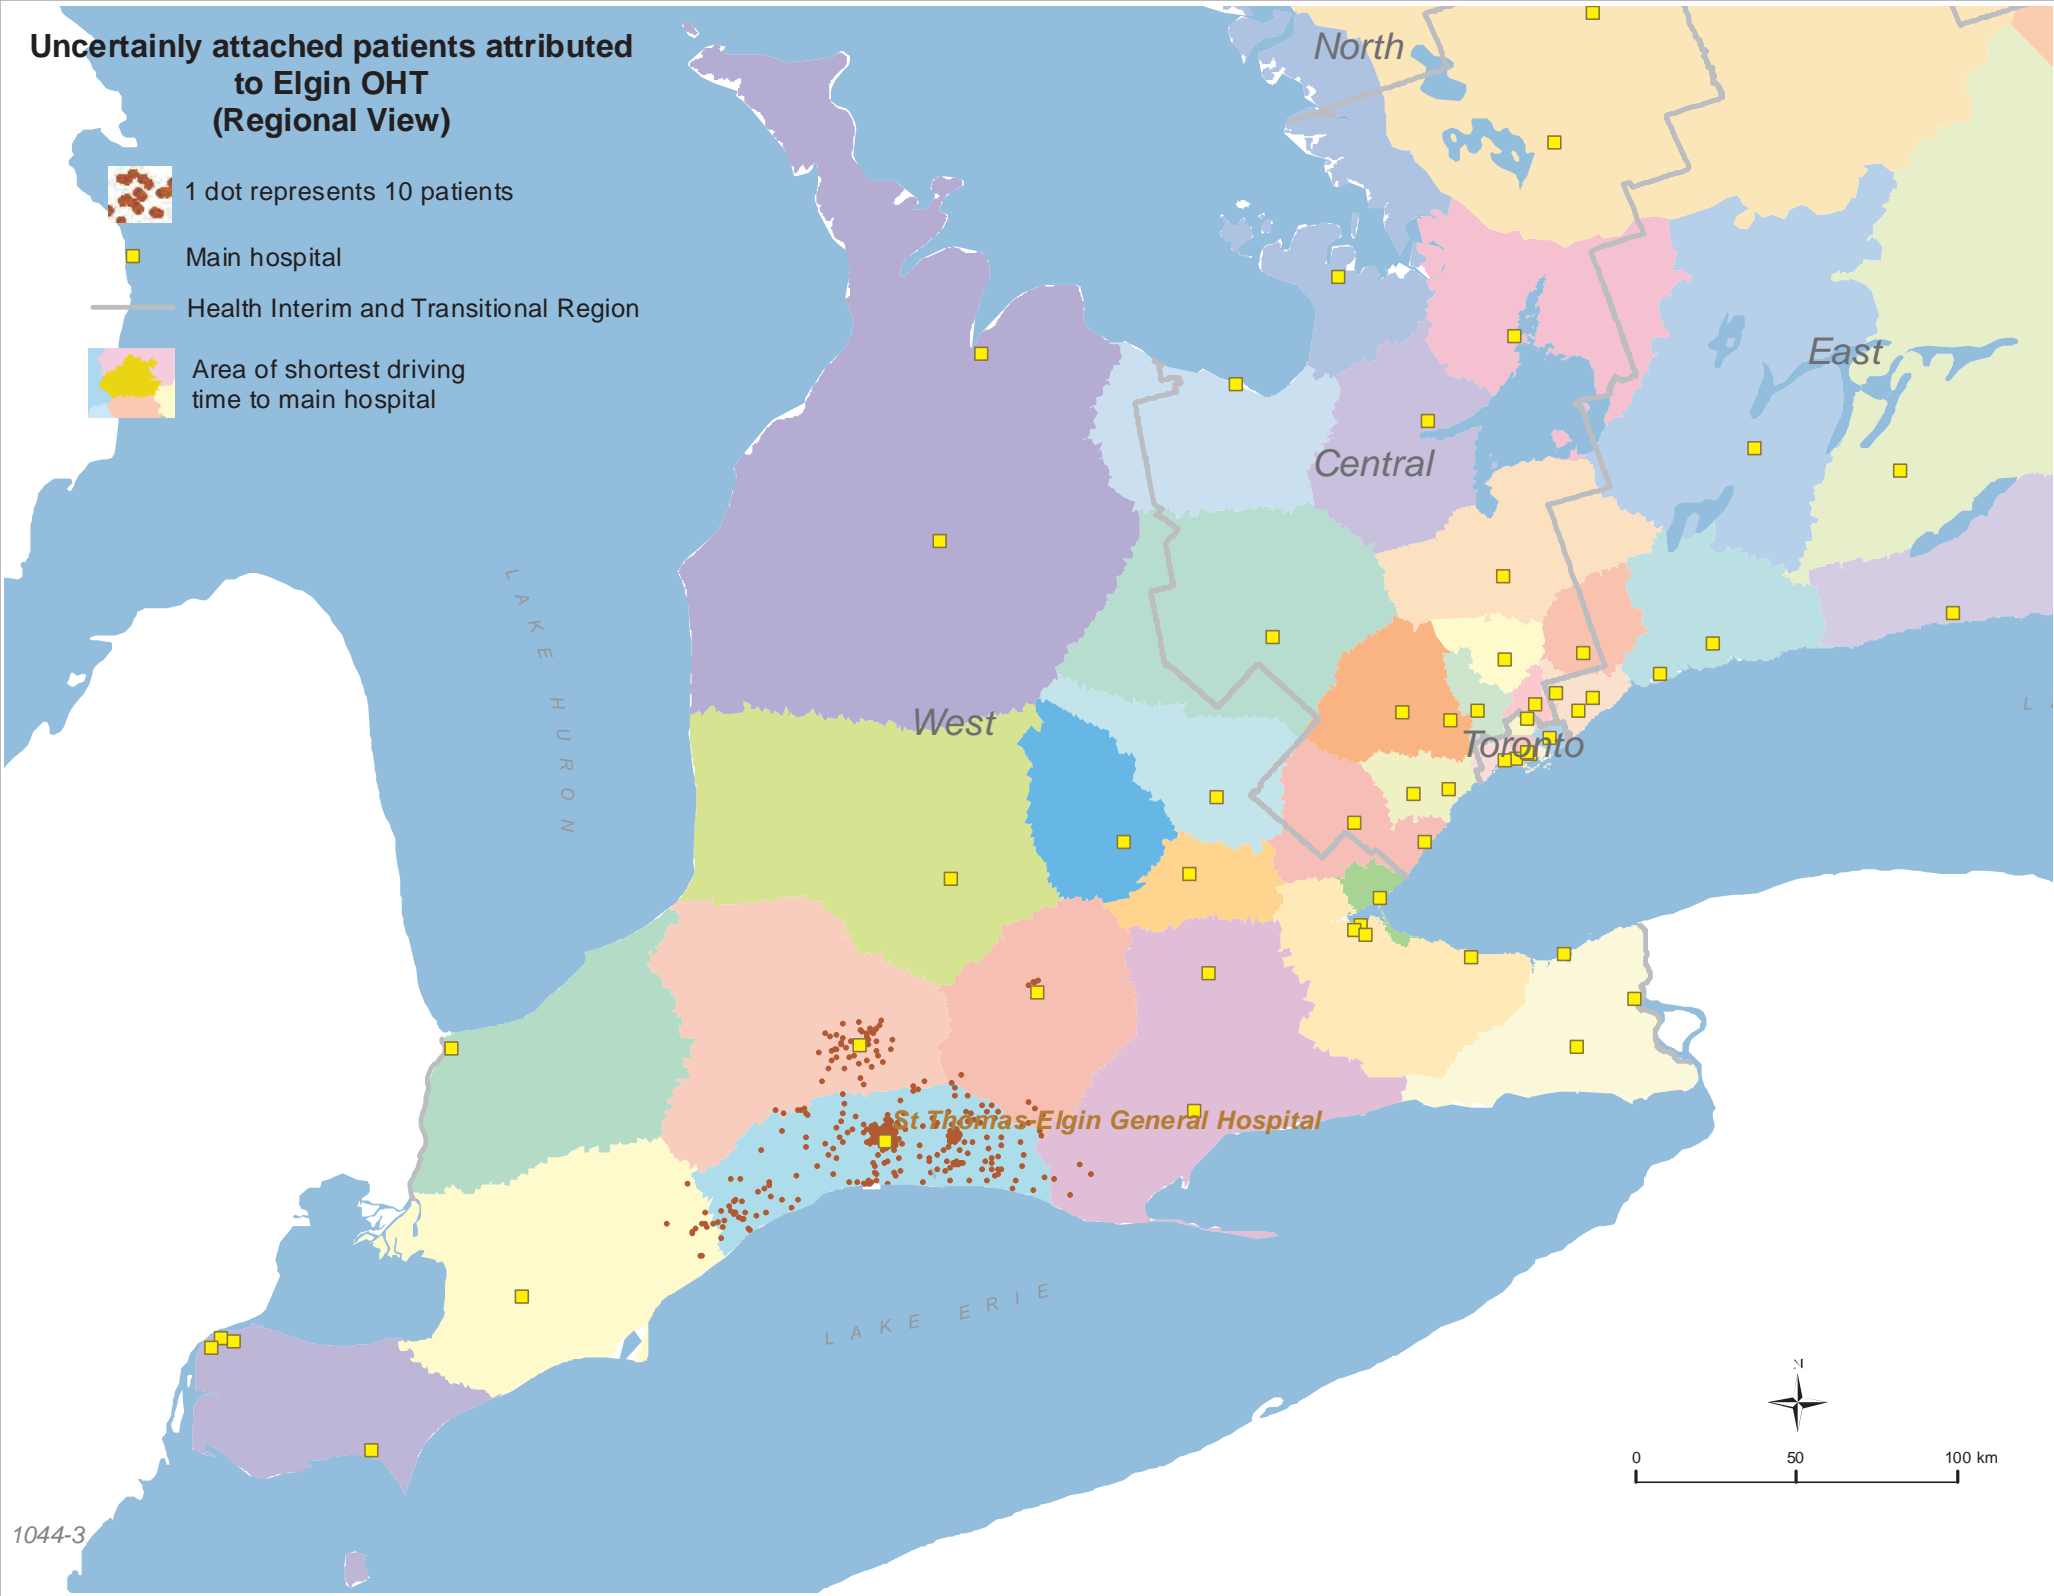 Uncertainly attached patients attributed
to Elgin OHT
(Regional View)
1 dot represents 10 patients
Main hospital
Health Interim and Transitional Region
Area of shortest driving
time to main hospital
North
East
Central
West
Toronto
LAKE HURON
L A
St.Thomas-Elgin General Hospital
LAKE ERIE
N
0 50 100 km
1044-3